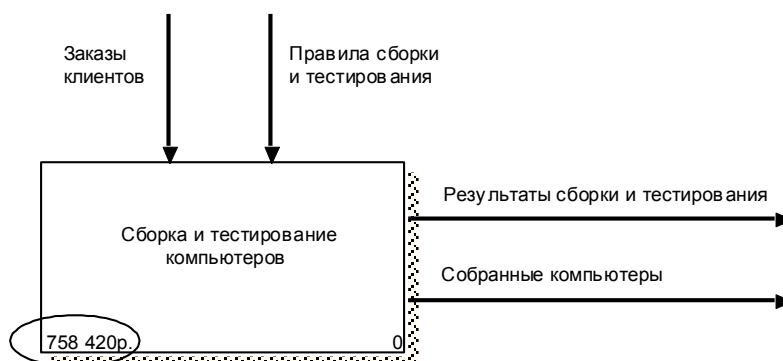 Заказы
клиентов
Правила сборки
и тестирования
Сборка и тестирование
компьютеров
758 420р.
0
Результаты сборки и тестирования
Собранные компьютеры